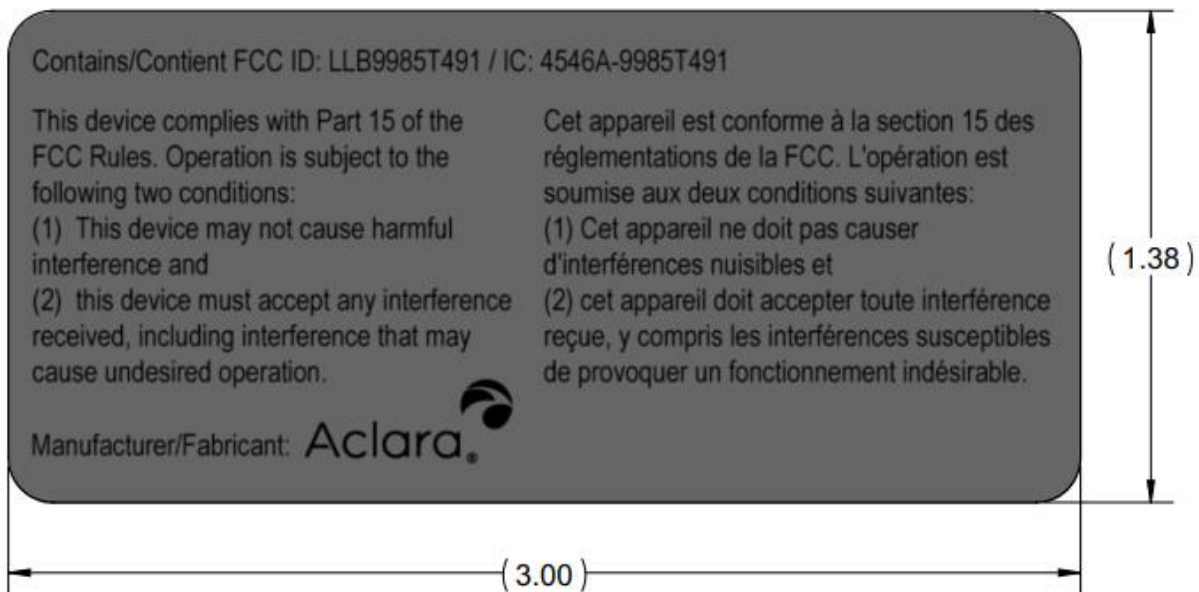 Contains/Contient FCC ID: LLB9985T491 / IC: 4546A-9985T491
This device complies with Part 15 of the
FCC Rules. Operation is subject to the
following two conditions:
(1) This device may not cause harmful
interference and
(2) this device must accept any interference
received, including interference that may
cause undesired operation.
Cet appareil est conforme à la section 15 des
réglementations de la FCC. L'opération est
soumise aux deux conditions suivantes:
(1) Cet appareil ne doit pas causer
d'interférences nuisibles et
(2) cet appareil doit accepter toute interférence
reçue, y compris les interférences susceptibles
de provoquer un fonctionnement indésirable.
Manufacturer/Fabricant: Aclara®
(1.38)
(3.00)